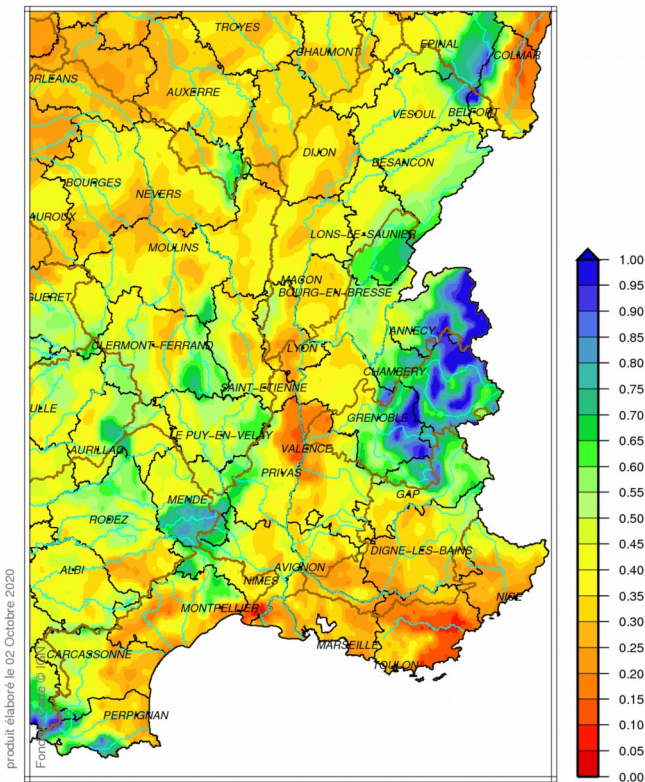 TROYES
CHAUMONT
EPINAL
COLMAR
ORLEANS
AUXERRE
VESOUL
BELFORT
DIJON
BESANCON
BOURGES
NEVERS
AUROUX
LONS-LE-SAUNIER
MOULINS
MACON
BOURG-EN-BRESSE
GUERET
ANNECY
CLERMONT-FERRAND
LYON
CHAMBERY
SAINT-ETIENNE
ULLE
GRENOBLE
LE PUY-EN-VELAY
AURILLAC
VALENCE
PRIVAS
MENDE
GAP
RODEZ
DIGNE-LES-BAINS
ALBI
AVIGNON
NIMES
NICE
MONTPELLIER
MARSEILLE
CARCASSONNE
TOULON
PERPIGNAN
produit élaboré le 02 Octobre 2020
Fond de carte © IGN
1.00
0.95
0.90
0.85
0.80
0.75
0.70
0.65
0.60
0.55
0.50
0.45
0.40
0.35
0.30
0.25
0.20
0.15
0.10
0.05
0.00